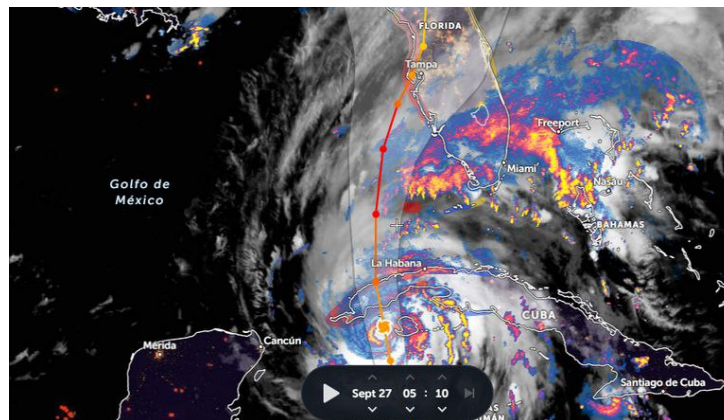 FLORIDA
Tampa
Freeport
Golfo de
México
Miami
Nasáu
BAHAMAS
La Habana
CUBA
Mérida
Cancún
Sept 27 05 : 10
Santiago de Cuba